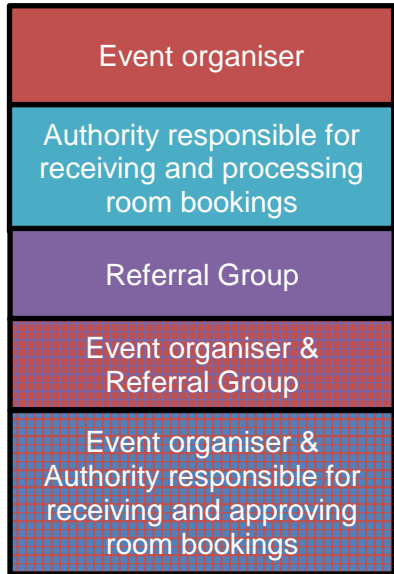 Event organiser
Authority responsible for
receiving and processing
room bookings
Referral Group
Event organiser &
Referral Group
Event organiser &
Authority responsible for
receiving and approving
room bookings